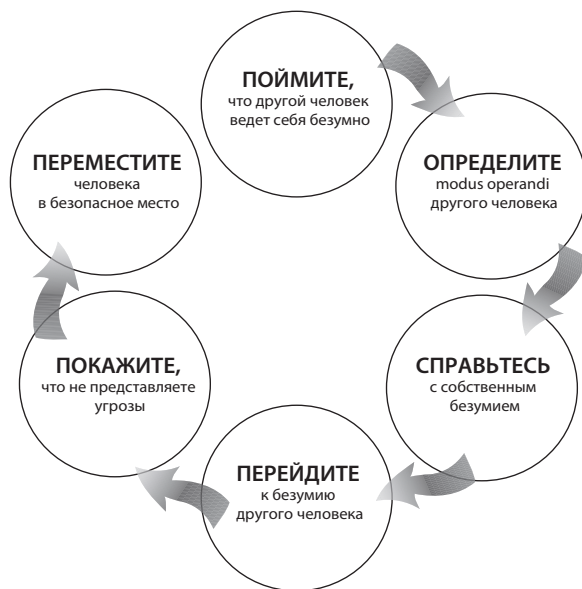 ПОЙМИТЕ,
что другой человек
ведет себя безумно
ОПРЕДЕЛИТЕ
modus operandi
другого человека
СПРАВЬТЕСЬ
с собственным
безумием
ПЕРЕЙДИТЕ
к безумию
другого человека
ПОКАЖИТЕ,
что не представляете
угрозы
ПЕРЕМЕСТИТЕ
человека
в безопасное место